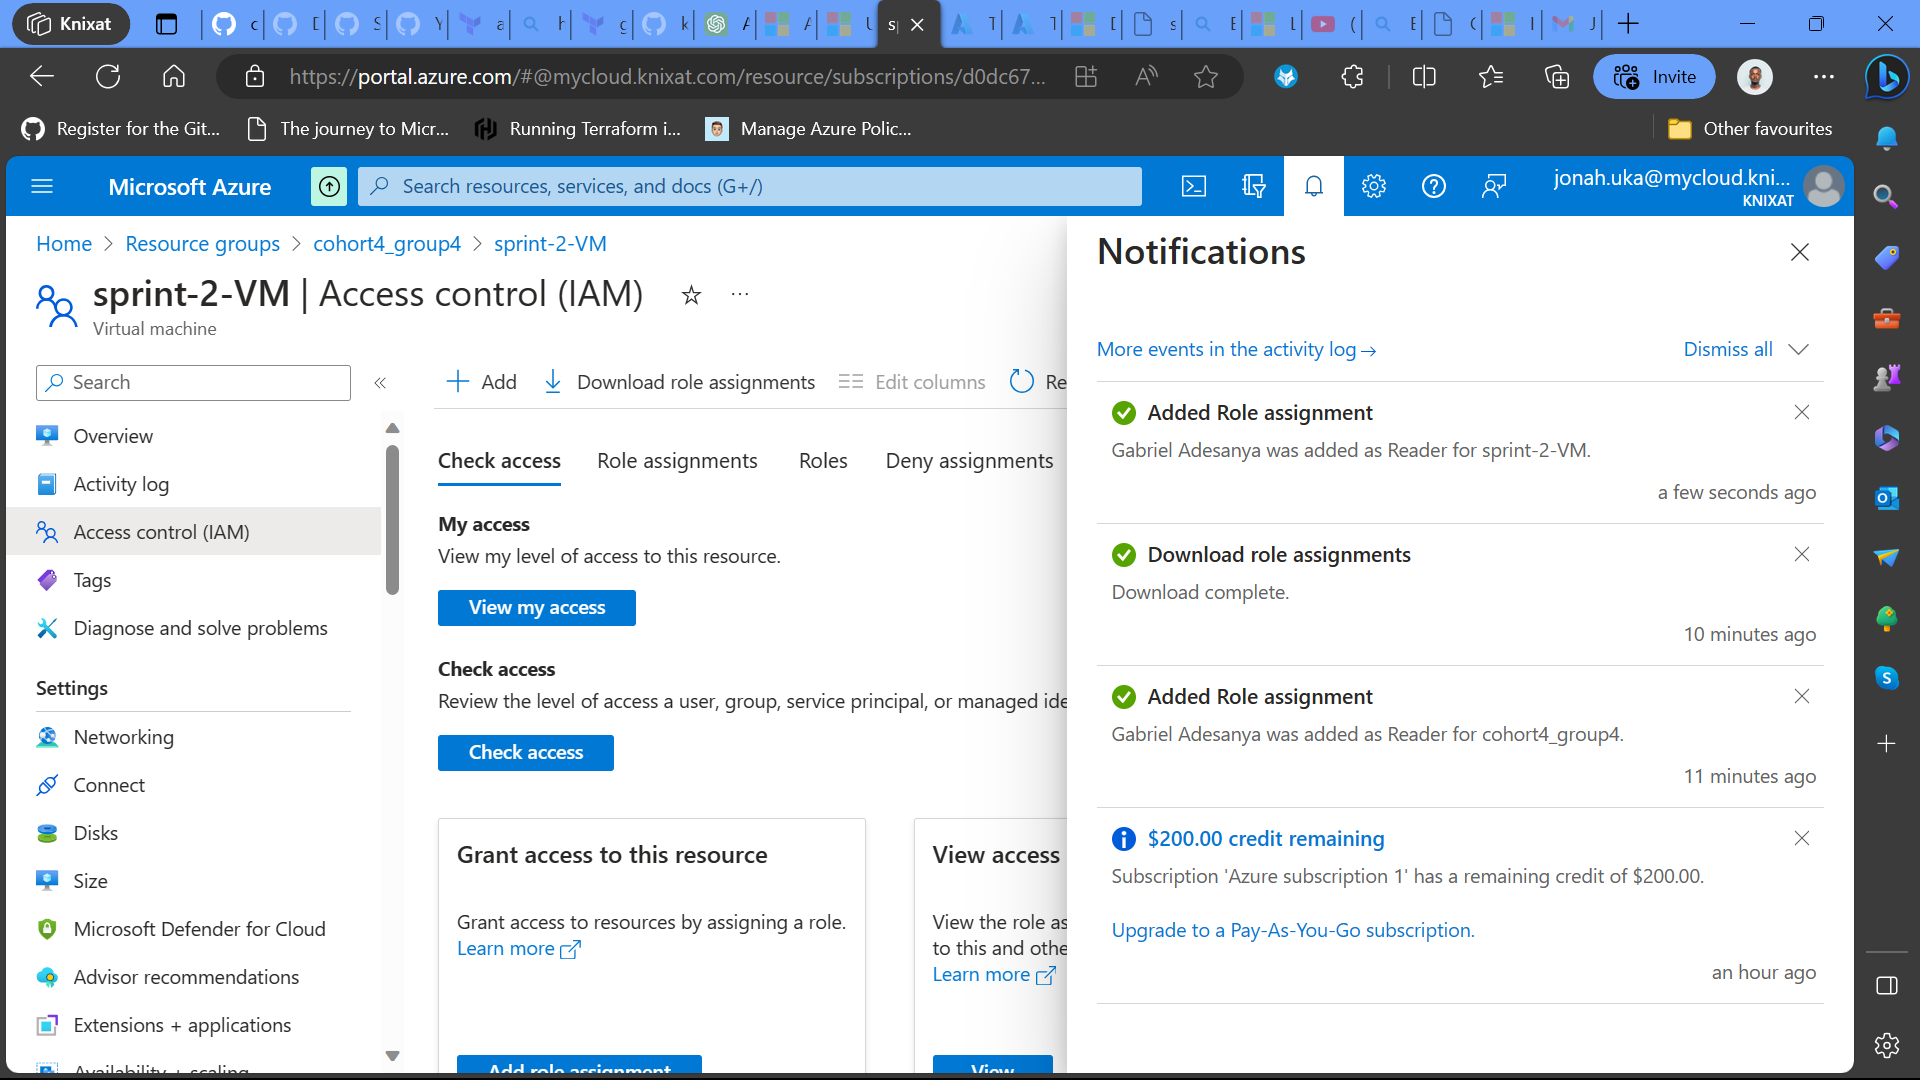 Knixat
https://portal.azure.com/#@mycloud.knixat.com/resource/subscriptions/d0dc67...
Invite
Register for the Git...
The journey to Micr...
Running Terraform i...
Manage Azure Polic...
Other favourites
Microsoft Azure
Search resources, services, and docs (G+/)
jonah.uka@mycloud.kni...
KNIXAT
Home > Resource groups > cohort4_group4 > sprint-2-VM
sprint-2-VM | Access control (IAM)
Virtual machine
Search
Overview
Activity log
Access control (IAM)
Tags
Diagnose and solve problems
Settings
Networking
Connect
Disks
Size
Microsoft Defender for Cloud
Advisor recommendations
Extensions + applications
Availability + scaling
Add
Download role assignments
Edit columns
Re
Check access
Role assignments
Roles
Deny assignments
My access
View my level of access to this resource.
View my access
Check access
Review the level of access a user, group, service principal, or managed ide
Check access
Grant access to this resource
Grant access to resources by assigning a role.
Learn more
Add role assignment
View access
View the role as
to this and othe
Learn more
View
Notifications
More events in the activity log →
Dismiss all
Added Role assignment
Gabriel Adesanya was added as Reader for sprint-2-VM.
a few seconds ago
Download role assignments
Download complete.
10 minutes ago
Added Role assignment
Gabriel Adesanya was added as Reader for cohort4_group4.
11 minutes ago
$200.00 credit remaining
Subscription 'Azure subscription 1' has a remaining credit of $200.00.
Upgrade to a Pay-As-You-Go subscription.
an hour ago